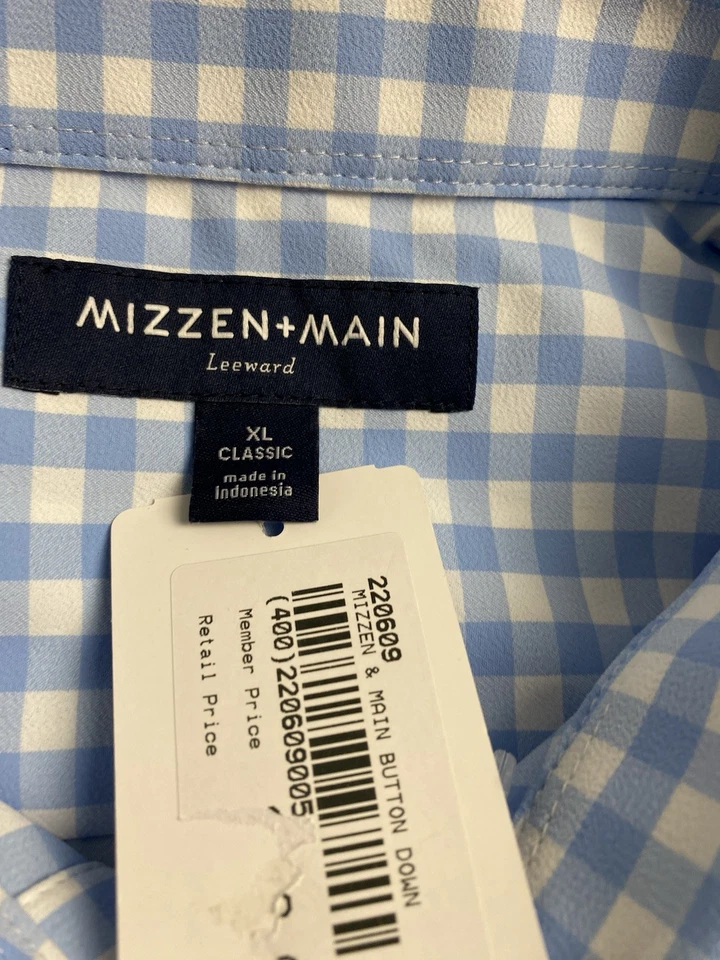 MIZZEN+MAIN
Leeward
XL
CLASSIC
made in
Indonesia
220609
MIZZEN & MAIN BUTTON DOWN
(400)220609005
Member Price
Retail Price